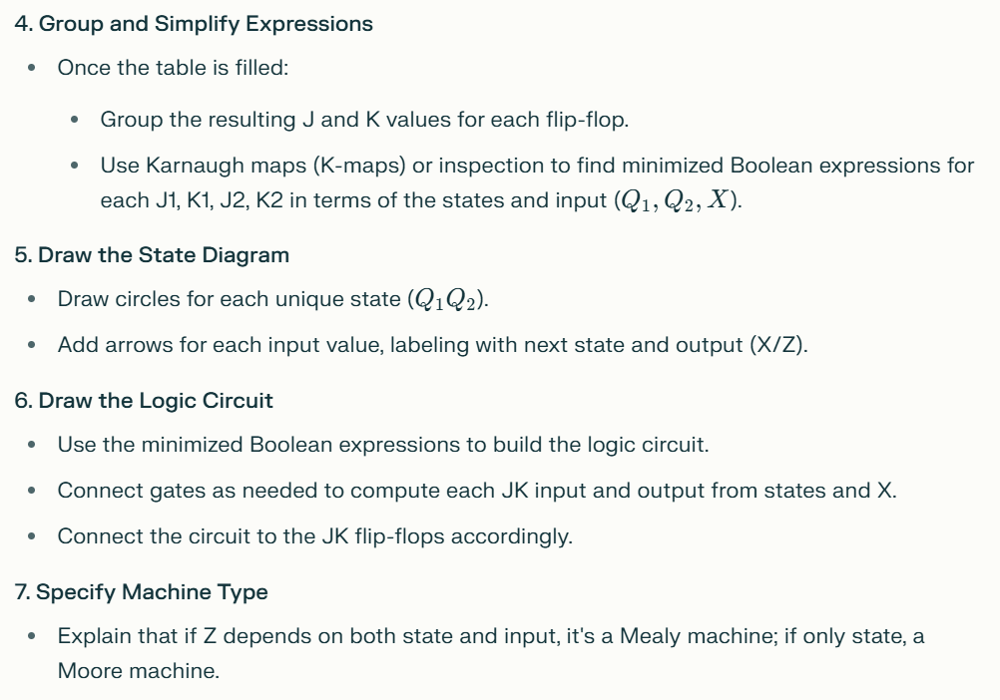 4. Group and Simplify Expressions
• Once the table is filled:
• Group the resulting J and K values for each flip-flop.
• Use Karnaugh maps (K-maps) or inspection to find minimized Boolean expressions for
each J1, K1, J2, K2 in terms of the states and input (Q₁, Q₂, X).
5. Draw the State Diagram
• Draw circles for each unique state (Q₁Q₂).
• Add arrows for each input value, labeling with next state and output (X/Z).
6. Draw the Logic Circuit
• Use the minimized Boolean expressions to build the logic circuit.
• Connect gates as needed to compute each JK input and output from states and X.
• Connect the circuit to the JK flip-flops accordingly.
7. Specify Machine Type
• Explain that if Z depends on both state and input, it's a Mealy machine; if only state, a
Moore machine.